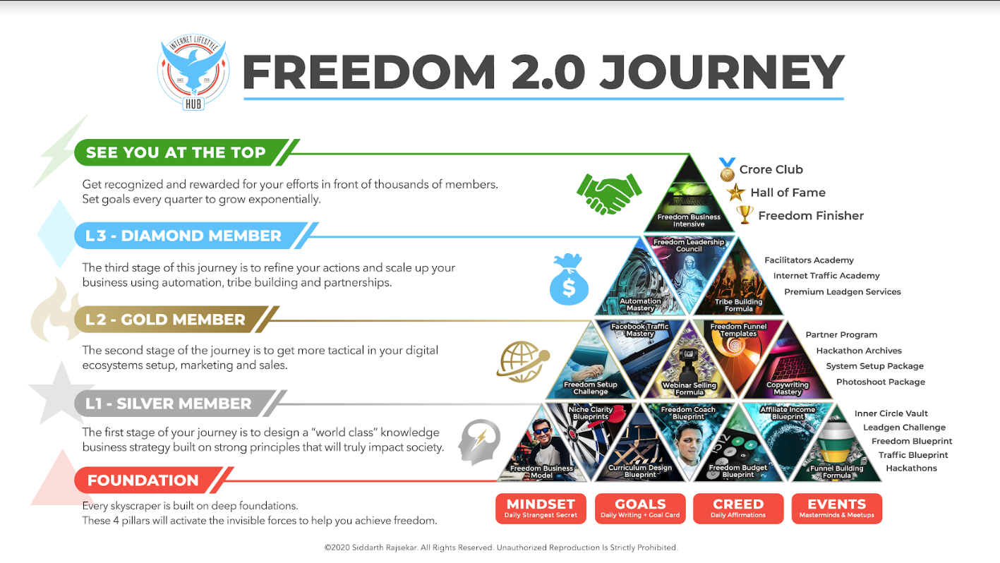 INTERNET LIFESTYLE
HUB
FREEDOM 2.0 JOURNEY
SEE YOU AT THE TOP
Get recognized and rewarded for your efforts in front of thousands of members.
Set goals every quarter to grow exponentially.
Crore Club
Hall of Fame
Freedom Finisher
Freedom Business
Intensive
L3 - DIAMOND MEMBER
The third stage of this journey is to refine your actions and scale up your
business using automation, tribe building and partnerships.
$
Freedom Leadership
Council
Automation
Mastery
Tribe Building
Formula
Facilitators Academy
Internet Traffic Academy
Premium Leadgen Services
L2 - GOLD MEMBER
The second stage of the journey is to get more tactical in your digital
ecosystems setup, marketing and sales.
Facebook Traffic
Mastery
Freedom Funnel
Templates
Freedom Setup
Challenge
Webinar Selling
Formula
Copywriting
Mastery
Partner Program
Hackathon Archives
System Setup Package
Photoshoot Package
L1 - SILVER MEMBER
The first stage of your journey is to design a “world class” knowledge
business strategy built on strong principles that will truly impact society.
Niche Clarity
Blueprints
Freedom Coach
Blueprint
Affiliate Income
Blueprint
Freedom Business
Model
Curriculum Design
Blueprint
Freedom Budget
Blueprint
Funnel Building
Formula
Inner Circle Vault
Leadgen Challenge
Freedom Blueprint
Traffic Blueprint
Hackathons
FOUNDATION
Every skyscraper is built on deep foundations.
These 4 pillars will activate the invisible forces to help you achieve freedom.
MINDSET
Daily Strangest Secret
GOALS
Daily Writing + Goal Card
CREED
Daily Affirmations
EVENTS
Masterminds & Meetups
©2020 Siddarth Rajsekar. All Rights Reserved. Unauthorized Reproduction Is Strictly Prohibited.